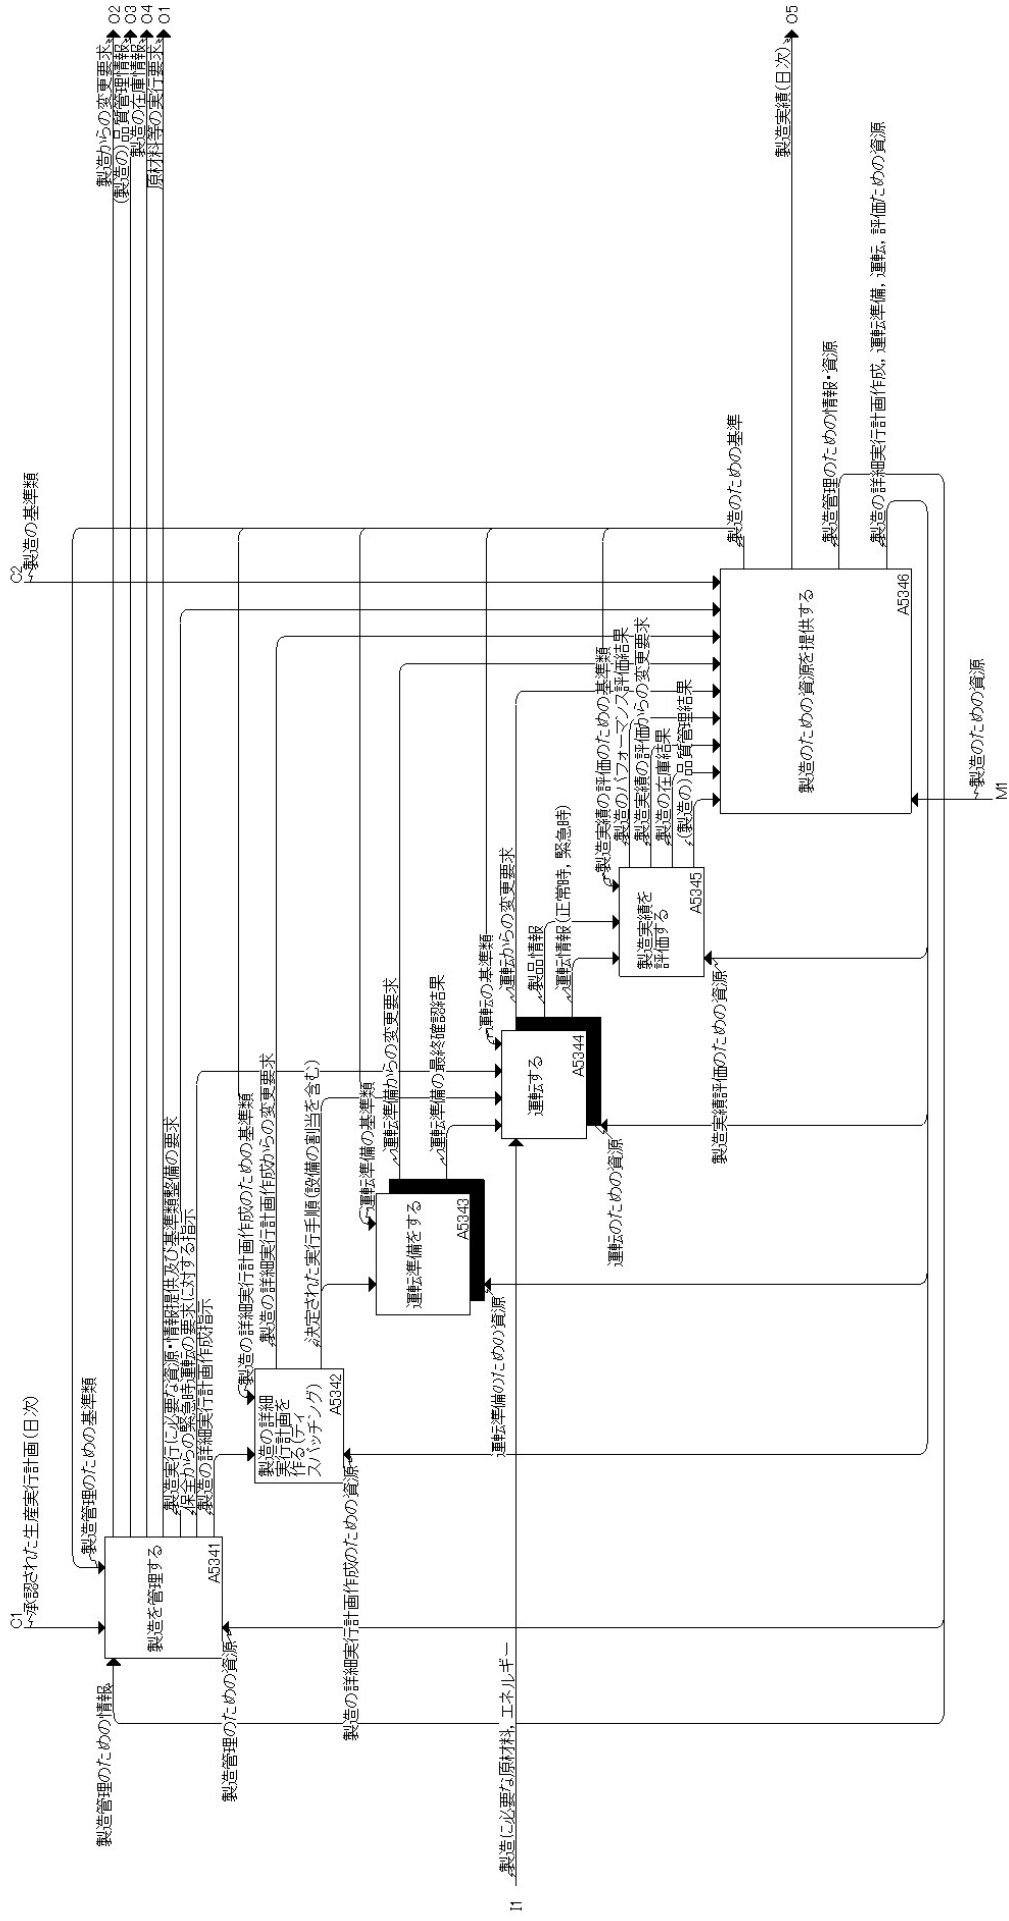 C1
承認された生産実行計画(日次)
C2
製造の基準類
製造管理のための基準類
製造管理のための情報
製造を管理する
A5341
製造管理のための資源
製造からの変更要求
O2
(製造の)品質管理情報
O3
製造の在庫情報
O4
原材料等の実行要求
O1
製造実行に必要な資源・情報提供及び基準類整備の要求
保全からの緊急時運転の要求に対する指示
製造の詳細実行計画作成指示
製造の詳細実行計画作成のための基準類
製造の詳細
実行計画を
作る(ディ
スパッチング)
A5342
製造の詳細実行計画作成のための資源
製造の詳細実行計画作成からの変更要求
決定された実行手順(設備の割当を含む)
運転準備の基準類
運転準備をする
A5343
運転準備のための資源
運転準備からの変更要求
運転準備の最終確認結果
運転の基準類
I1
製造に必要な原材料, エネルギー
運転する
A5344
運転のための資源
運転からの変更要求
製品情報
運転情報(正常時, 緊急時)
製造実績の評価のための基準類
製造実績を
評価する
A5345
製造実績評価のための資源
製造のパフォーマンス評価結果
製造実績の評価からの変更要求
製造の在庫結果
(製造の)品質管理結果
製造のための資源を提供する
A5346
製造のための資源
M1
製造のための基準
製造実績(日次)
O5
製造管理のための情報・資源
製造の詳細実行計画作成, 運転準備, 運転, 評価ための資源